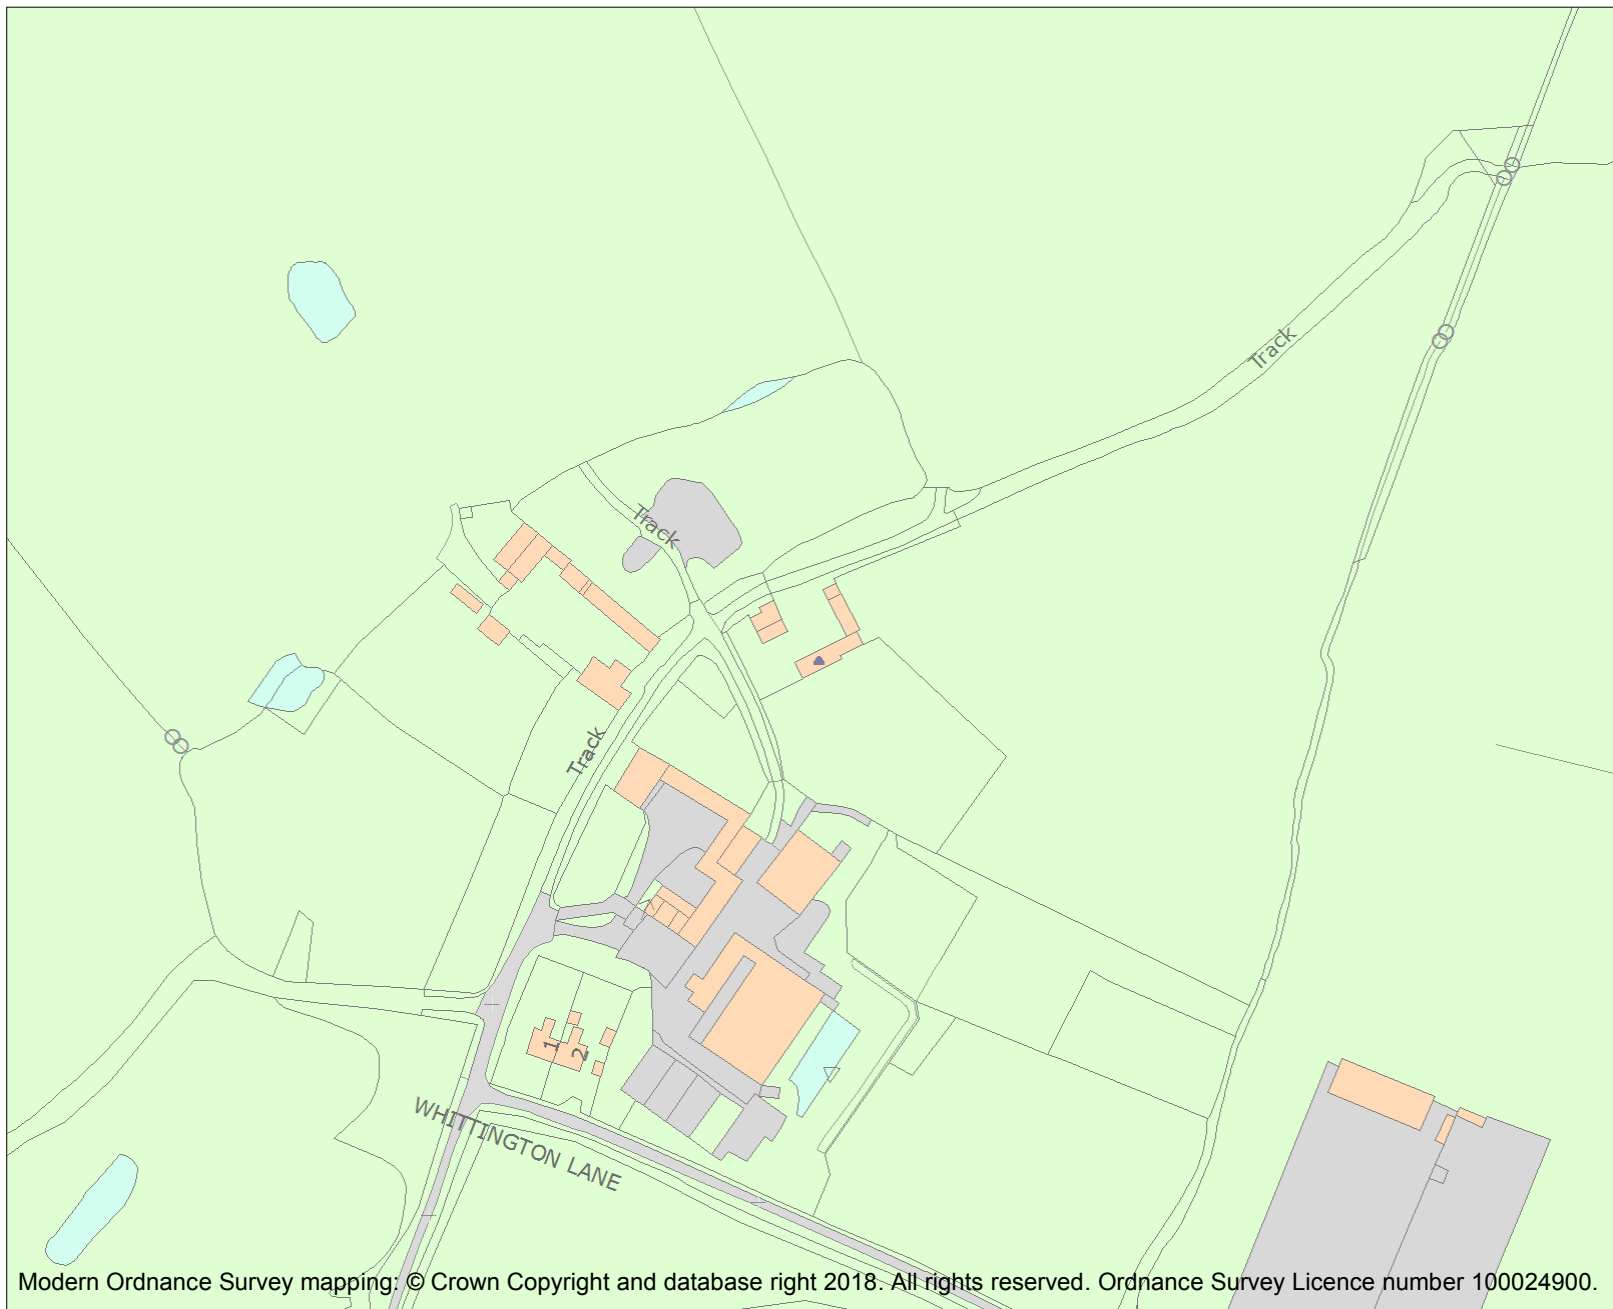 Track
Track
Track
1
2
WHITTINGTON LANE
Modern Ordnance Survey mapping: © Crown Copyright and database right 2018. All rights reserved. Ordnance Survey Licence number 100024900.